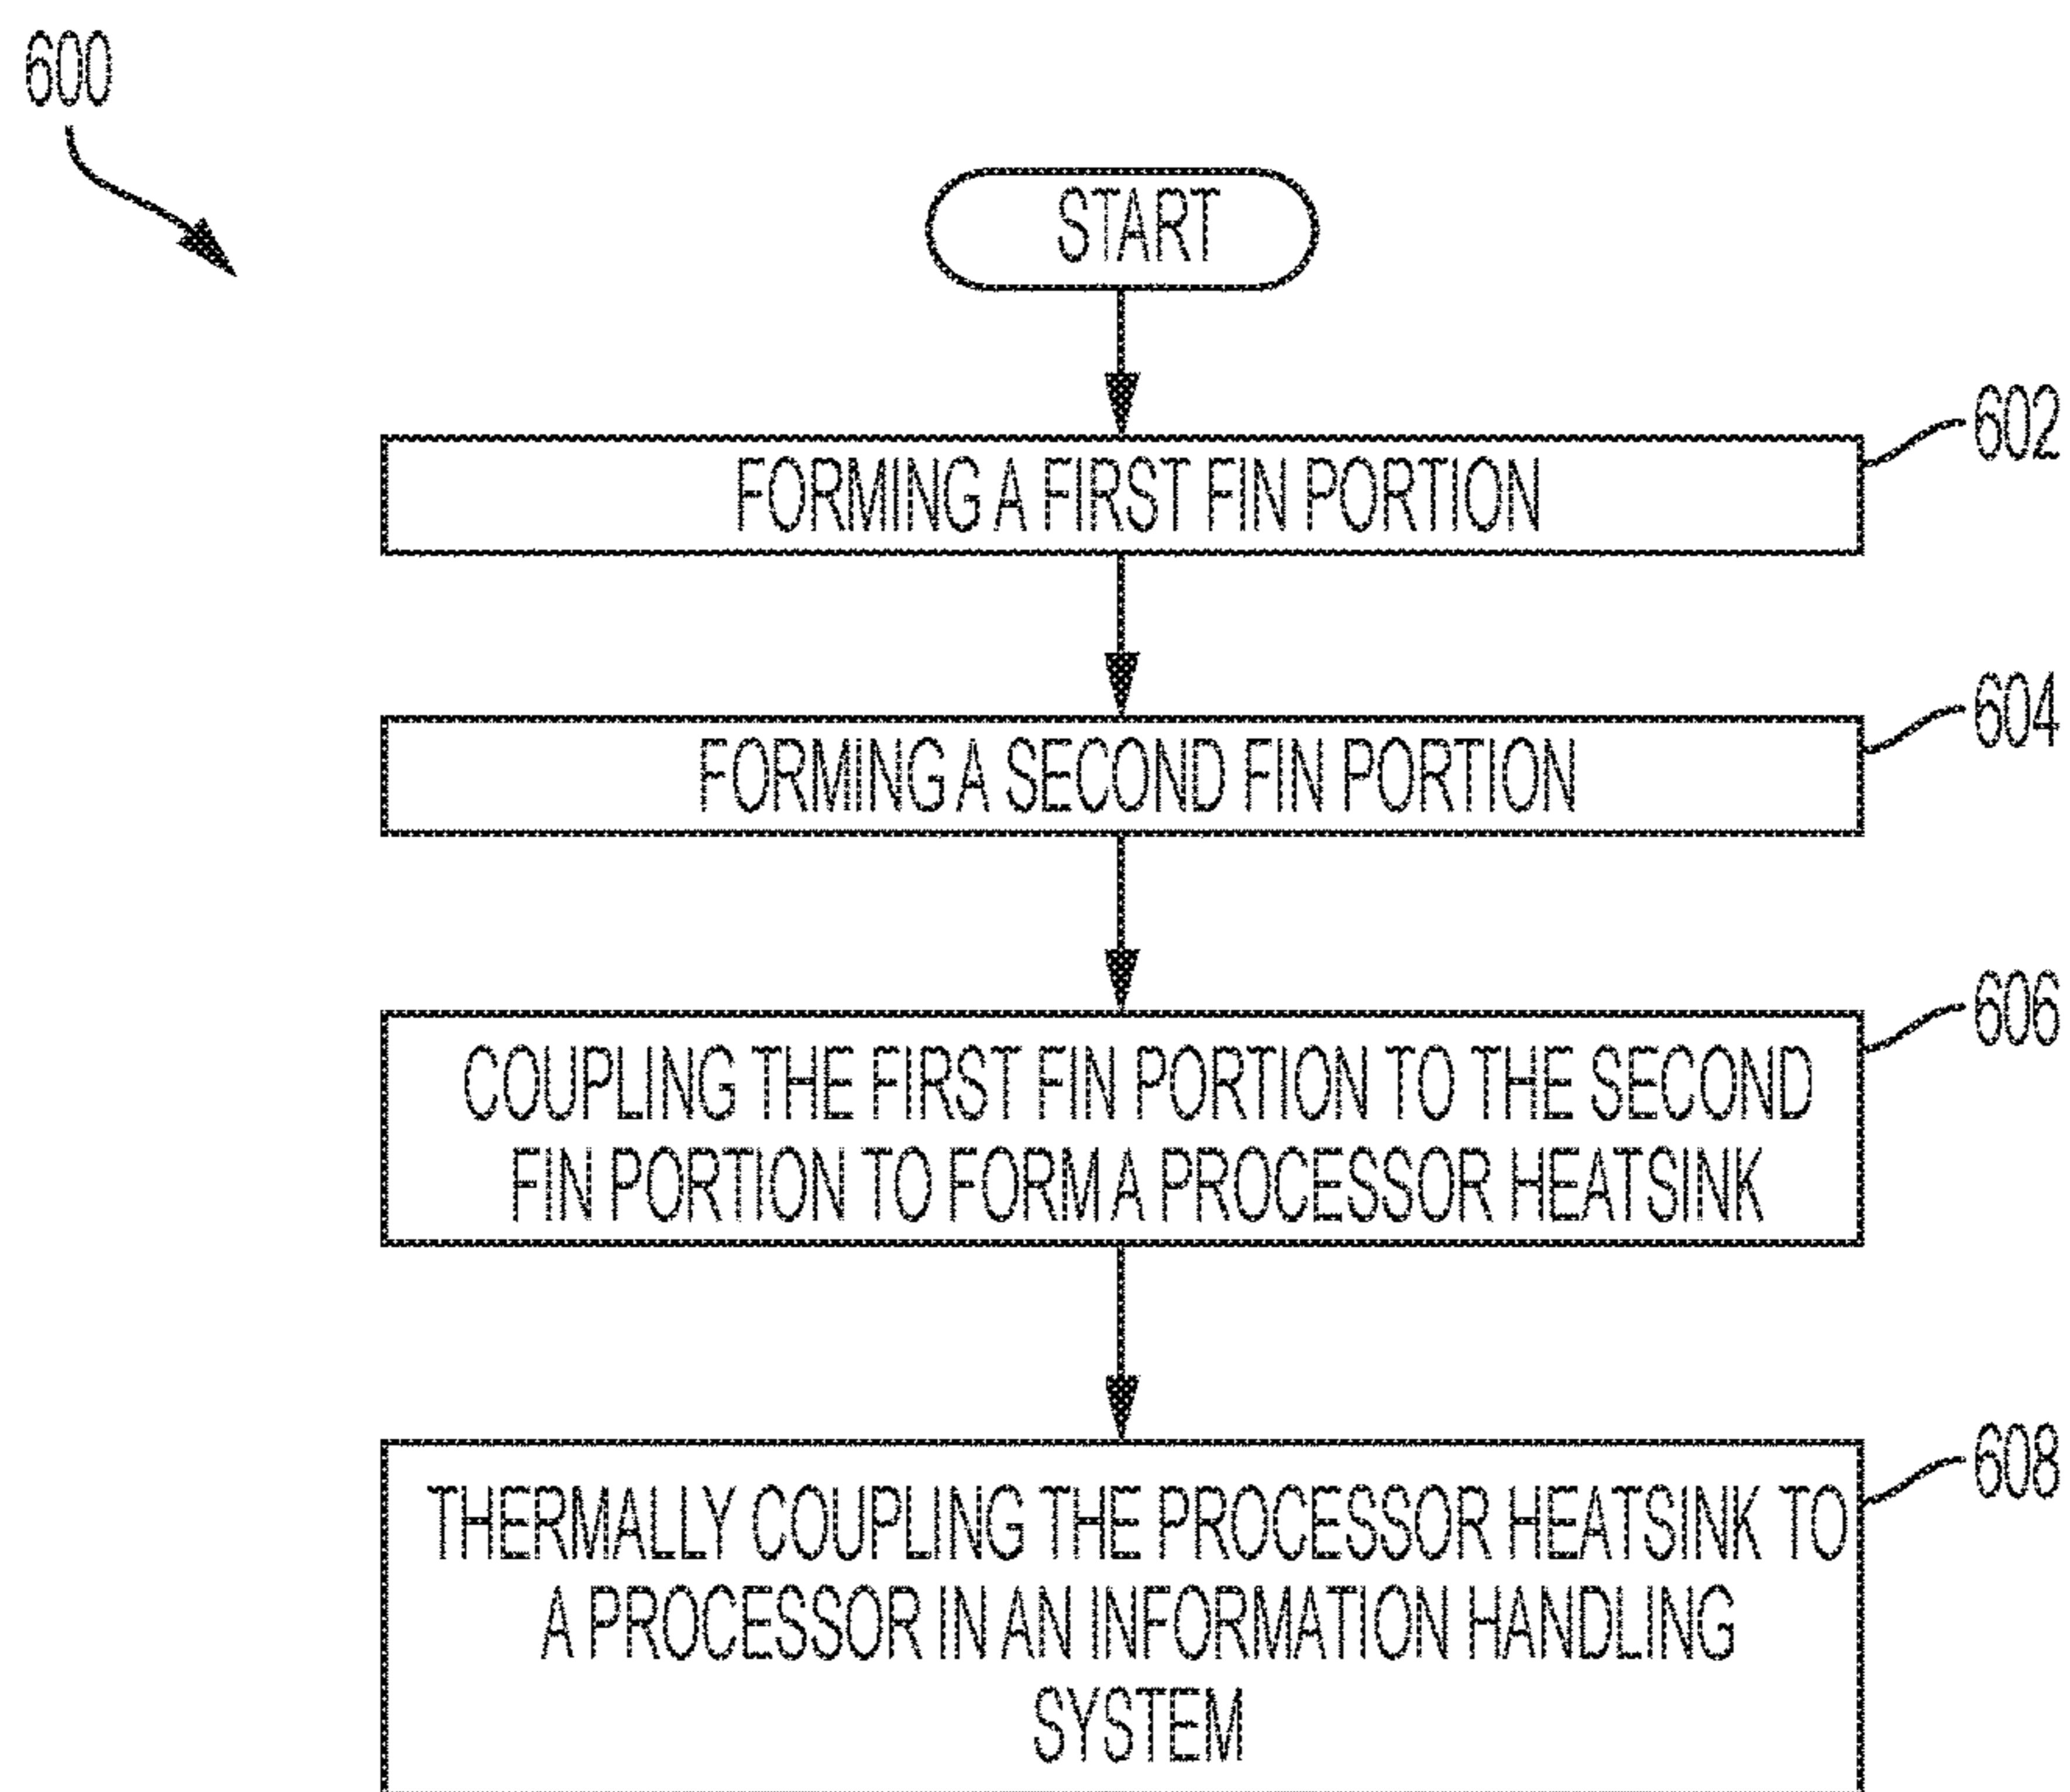 600
START
602
FORMING A FIRST FIN PORTION
604
FORMING A SECOND FIN PORTION
606
COUPLING THE FIRST FIN PORTION TO THE SECOND
FIN PORTION TO FORM A PROCESSOR HEATSINK
608
THERMALLY COUPLING THE PROCESSOR HEATSINK TO
A PROCESSOR IN AN INFORMATION HANDLING
SYSTEM